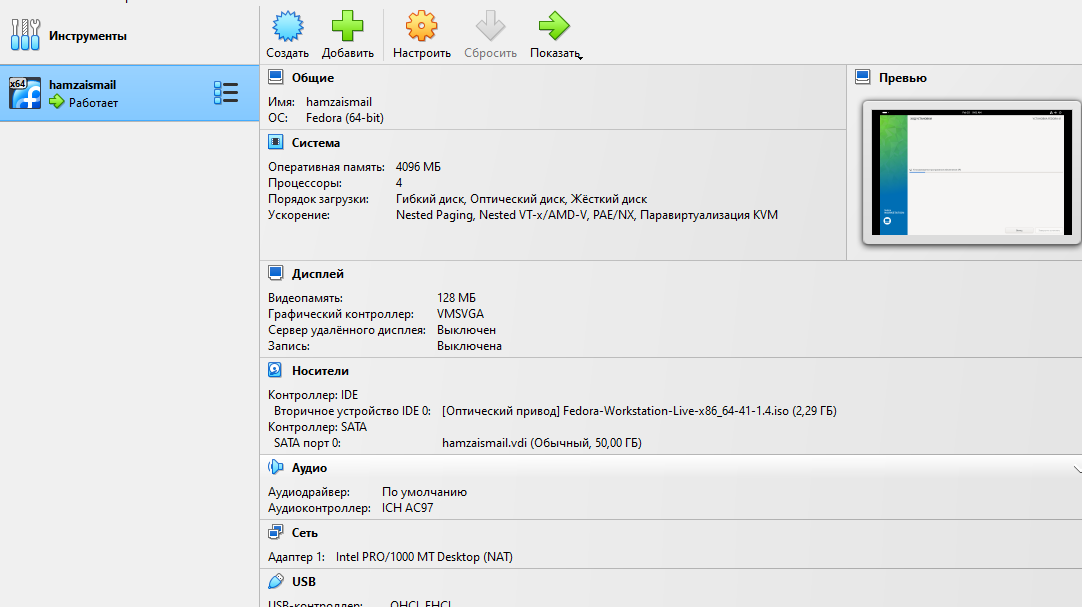 Инструменты
Создать Добавить Настроить Сбросить Показать
x64 hamzaismail
Работает
Общие
Имя: hamzaismail
ОС: Fedora (64-bit)
Превью
Система
Оперативная память: 4096 МБ
Процессоры: 4
Порядок загрузки: Гибкий диск, Оптический диск, Жёсткий диск
Ускорение: Nested Paging, Nested VT-x/AMD-V, PAE/NX, Паравиртуализация KVM
Дисплей
Видеопамять: 128 МБ
Графический контроллер: VMSVGA
Сервер удалённого дисплея: Выключен
Запись: Выключена
Носители
Контроллер: IDE
Вторичное устройство IDE 0: [Оптический привод] Fedora-Workstation-Live-x86_64-41-1.4.iso (2,29 ГБ)
Контроллер: SATA
SATA порт 0: hamzaismail.vdi (Обычный, 50,00 ГБ)
Аудио
Аудиодрайвер: По умолчанию
Аудиоконтроллер: ICH AC97
Сеть
Адаптер 1: Intel PRO/1000 MT Desktop (NAT)
USB
USB-контроллер: OHCI, EHCI